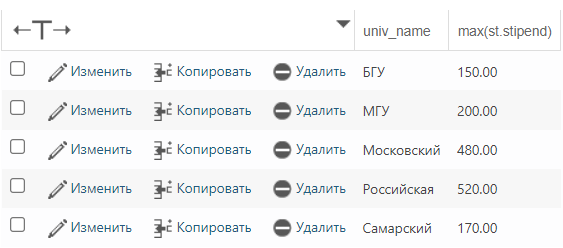 univ_name max(st.stipend)
Изменить Копировать Удалить БГУ 150.00
Изменить Копировать Удалить МГУ 200.00
Изменить Копировать Удалить Московский 480.00
Изменить Копировать Удалить Российская 520.00
Изменить Копировать Удалить Самарский 170.00